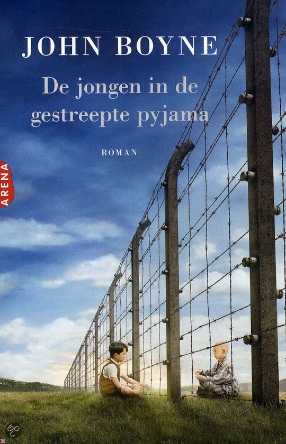 JOHN BOYNE
De jongen in de
gestreepte pyjama
ROMAN
ARENA